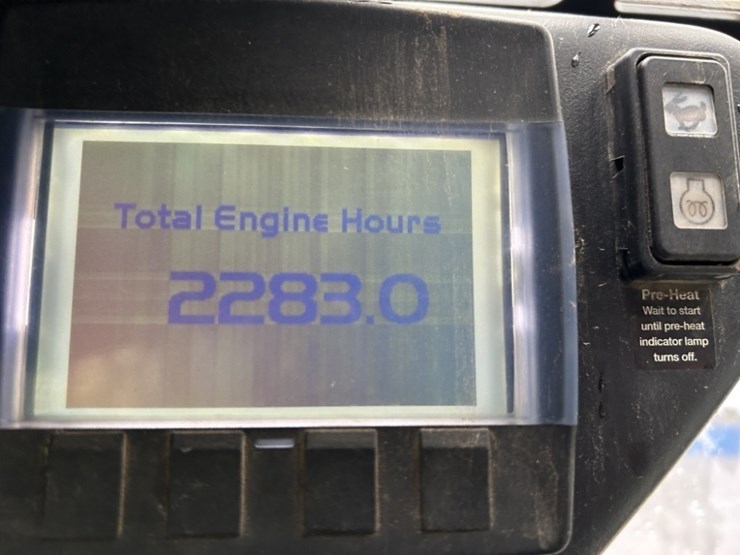 Total Engine Hours
2283.0
Pre-Heat
Wait to start
until pre-heat
indicator lamp
turns off.